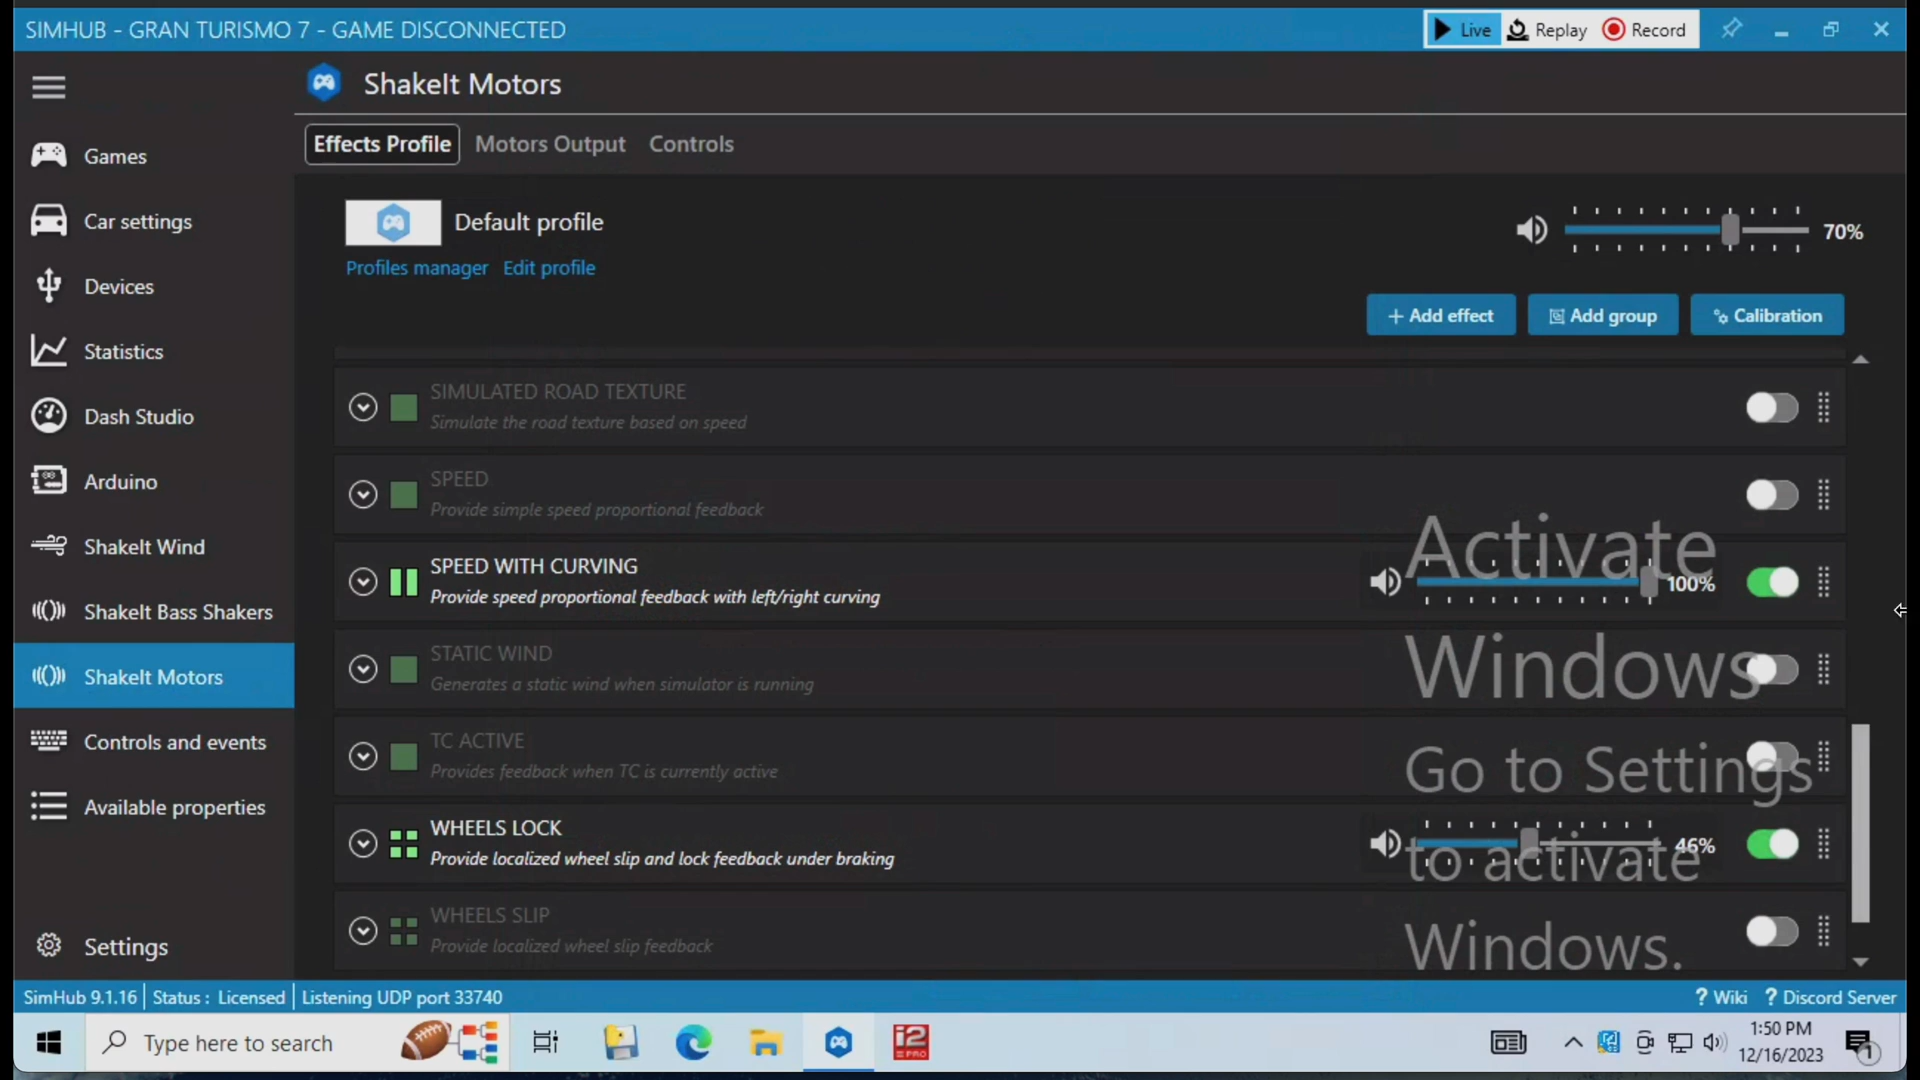 SIMHUB - GRAN TURISMO 7 - GAME DISCONNECTED
Live Replay Record
ShakeIt Motors
Games
Effects Profile Motors Output Controls
Car settings
Default profile
70%
Profiles manager Edit profile
Devices
Add effect Add group Calibration
Statistics
SIMULATED ROAD TEXTURE
Simulate the road texture based on speed
Dash Studio
SPEED
Provide simple speed proportional feedback
Arduino
ShakeIt Wind
SPEED WITH CURVING
Provide speed proportional feedback with left/right curving
100%
ShakeIt Bass Shakers
STATIC WIND
Generates a static wind when simulator is running
ShakeIt Motors
Controls and events
TC ACTIVE
Provides feedback when TC is currently active
Available properties
WHEELS LOCK
Provide localized wheel slip and lock feedback under braking
46%
WHEELS SLIP
Provide localized wheel slip feedback
Settings
Activate
Windows
Go to Settings
to activate
Windows.
SimHub 9.1.16 Status : Licensed Listening UDP port 33740
? Wiki ? Discord Server
Type here to search
i2
PRO
1:50 PM
12/16/2023
1